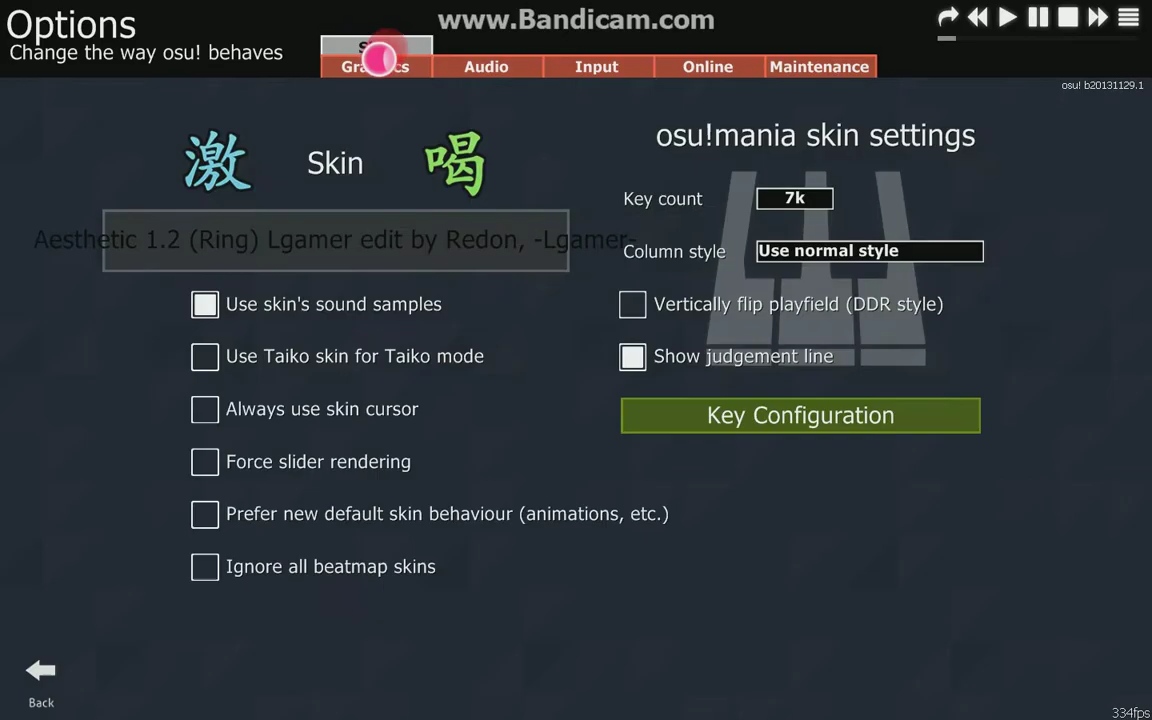 Options
Change the way osu! behaves
www.Bandicam.com
Audio
Input
Online
Maintenance
osu! b20131129.1
激
Skin
喝
Aesthetic 1.2 (Ring) Lgamer edit by Redon, -Lgamer-
Use skin's sound samples
Use Taiko skin for Taiko mode
Always use skin cursor
Force slider rendering
Prefer new default skin behaviour (animations, etc.)
Ignore all beatmap skins
osu!mania skin settings
Key count
7k
Column style
Use normal style
Vertically flip playfield (DDR style)
Show judgement line
Key Configuration
Back
334fps